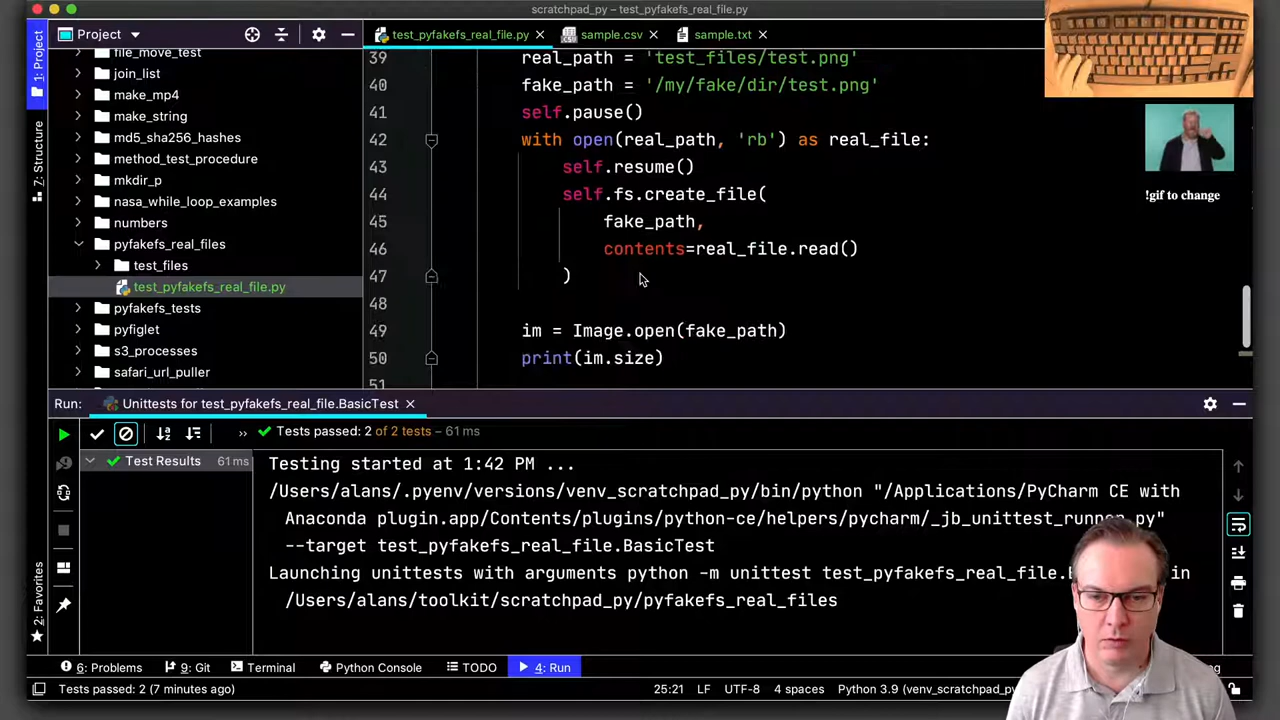 scratchpad_py – test_pyfakefs_real_file.py
Project
test_pyfakefs_real_file.py
sample.csv
sample.txt
1: Project
7: Structure
2: Favorites
file_move_test
join_list
make_mp4
make_string
md5_sha256_hashes
method_test_procedure
mkdir_p
nasa_while_loop_examples
numbers
pyfakefs_real_files
test_files
test_pyfakefs_real_file.py
pyfakefs_tests
pyfiglet
s3_processes
safari_url_puller
39 real_path = 'test_files/test.png'
40 fake_path = '/my/fake/dir/test.png'
41 self.pause()
42 with open(real_path, 'rb') as real_file:
43 self.resume()
44 self.fs.create_file(
45 fake_path,
46 contents=real_file.read()
47 )
48
49 im = Image.open(fake_path)
50 print(im.size)
51
!gif to change
Run: Unittests for test_pyfakefs_real_file.BasicTest
» Tests passed: 2 of 2 tests – 61 ms
Test Results 61 ms
Testing started at 1:42 PM ...
/Users/alans/.pyenv/versions/venv_scratchpad_py/bin/python "/Applications/PyCharm CE with
Anaconda plugin.app/Contents/plugins/python-ce/helpers/pycharm/_jb_unittest_runner.py"
--target test_pyfakefs_real_file.BasicTest
Launching unittests with arguments python -m unittest in
/Users/alans/toolkit/scratchpad_py/pyfakefs_real_files
6: Problems
9: Git
Terminal
Python Console
TODO
4: Run
Tests passed: 2 (7 minutes ago)
25:21 LF UTF-8 4 spaces Python 3.9